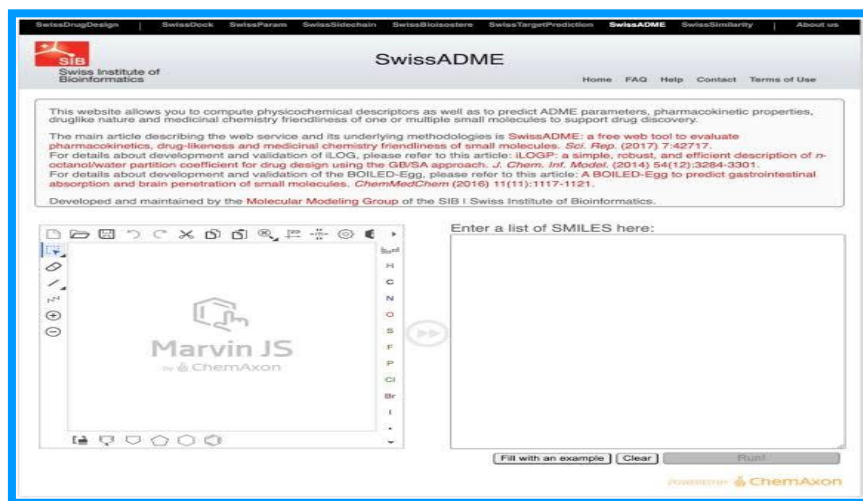 SwissDrugDesign | SwissDock SwissParam SwissSidechain SwissBioisostere SwissTargetPrediction SwissADME SwissSimilarity | About us
SIB
Swiss Institute of
Bioinformatics
SwissADME
Home FAQ Help Contact Terms of Use
This website allows you to compute physicochemical descriptors as well as to predict ADME parameters, pharmacokinetic properties,
druglike nature and medicinal chemistry friendliness of one or multiple small molecules to support drug discovery.
The main article describing the web service and its underlying methodologies is SwissADME: a free web tool to evaluate
pharmacokinetics, drug-likeness and medicinal chemistry friendliness of small molecules. Sci. Rep. (2017) 7:42717.
For details about development and validation of iLOG, please refer to this article: iLOGP: a simple, robust, and efficient description of n-
octanol/water partition coefficient for drug design using the GB/SA approach. J. Chem. Inf. Model. (2014) 54(12):3284-3301.
For details about development and validation of the BOILED-Egg, please refer to this article: A BOILED-Egg to predict gastrointestinal
absorption and brain penetration of small molecules. ChemMedChem (2016) 11(11):1117-1121.
Developed and maintained by the Molecular Modeling Group of the SIB | Swiss Institute of Bioinformatics.
Enter a list of SMILES here:
H
C
N
O
S
F
P
Cl
Br
I
Marvin JS
by ChemAxon
Fill with an example Clear Run!
POWERED BY ChemAxon